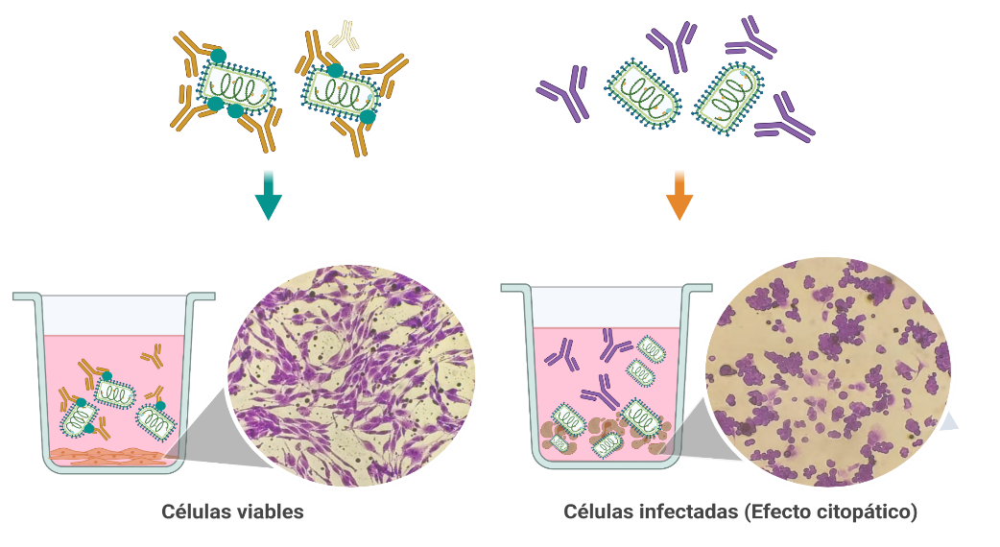 Células viables
Células infectadas (Efecto citopático)